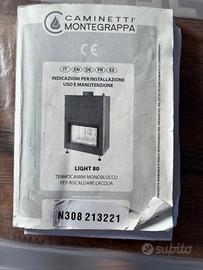 CAMINETTI
MONTEGRAPPA
CE
IT EN DE FR ES
INDICAZIONI PER INSTALLAZIONE
USO E MANUTENZIONE
LIGHT 80
TERMOCAMINI MONOBLOCCO
PER RISCALDARE L'ACQUA
N308 213221
subito